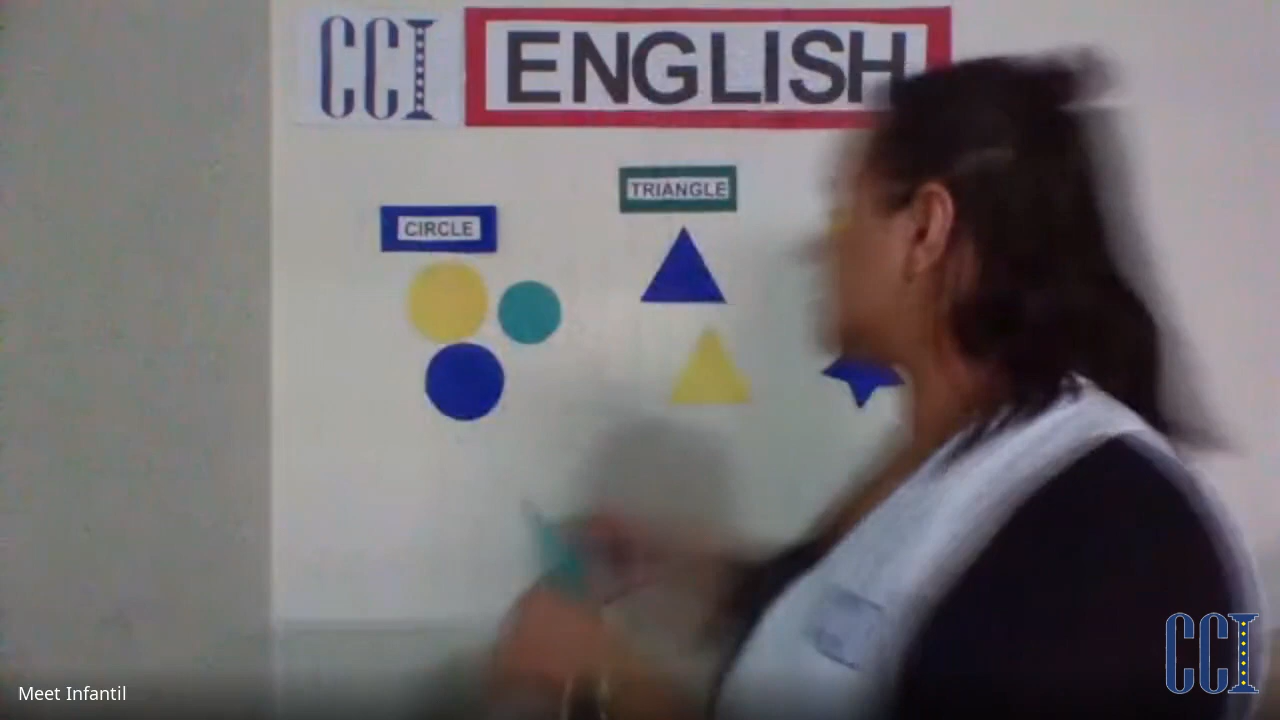 CCI ENGLISH
TRIANGLE
CIRCLE
Meet Infantil
CCI